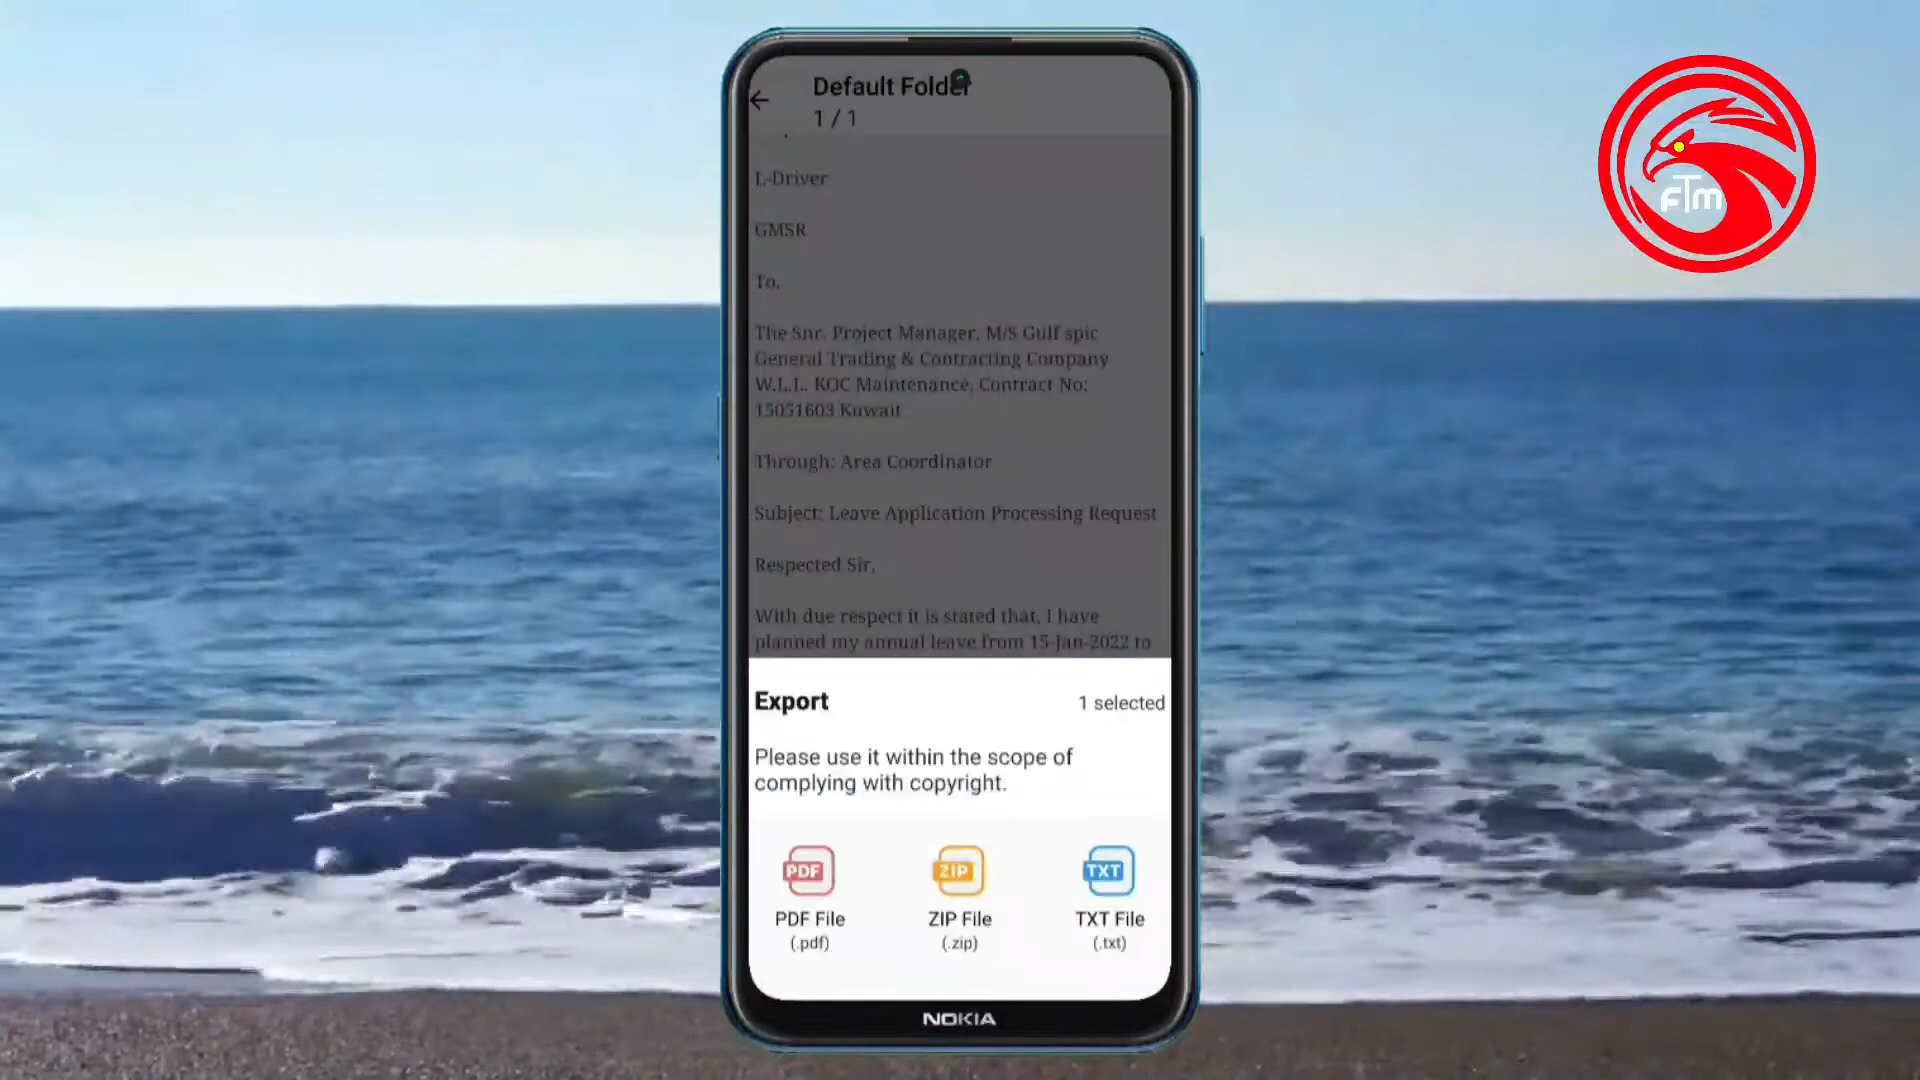 Default Folder
1 / 1
L-Driver
GMSR
To,
The Snr. Project Manager, M/S Gulf spic
General Trading & Contracting Company
W.L.L. KOC Maintenance, Contract No:
15051603 Kuwait
Through: Area Coordinator
Subject: Leave Application Processing Request
Respected Sir,
With due respect it is stated that, I have
planned my annual leave from 15-Jan-2022 to
Export
1 selected
Please use it within the scope of
complying with copyright.
PDF
ZIP
TXT
PDF File
ZIP File
TXT File
(.pdf)
(.zip)
(.txt)
NOKIA
fTm